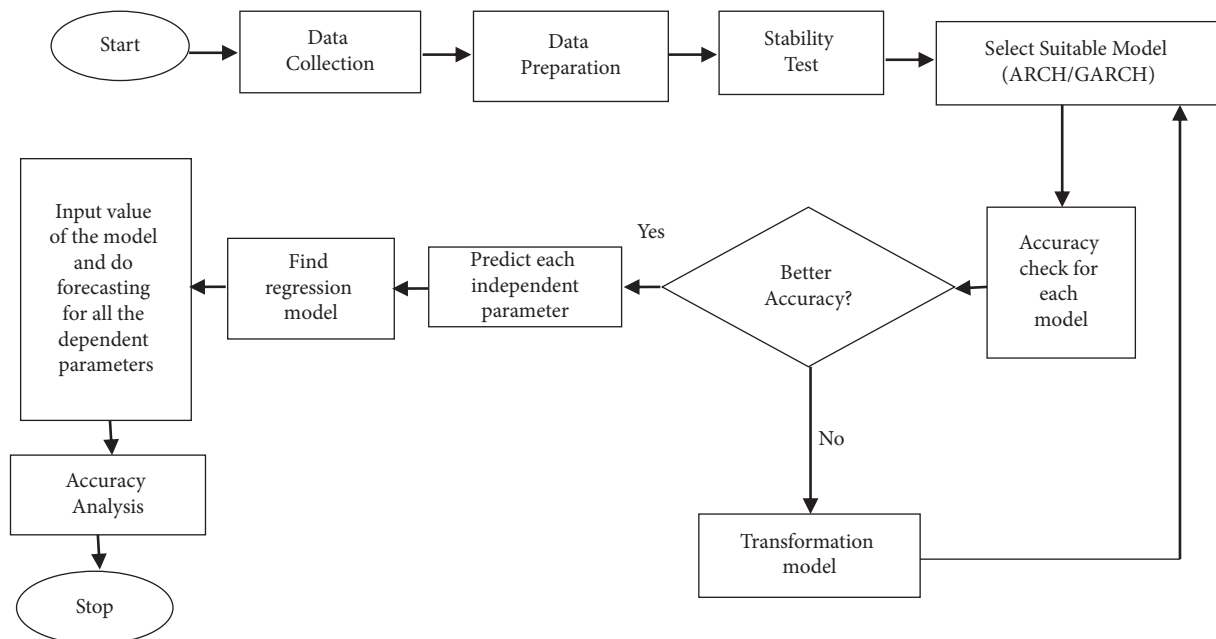 Start
Data
Collection
Data
Preparation
Stability
Test
Select Suitable Model
(ARCH/GARCH)
Accuracy
check for
each
model
Better
Accuracy?
Yes
Predict each
independent
parameter
Find
regression
model
Input value
of the model
and do
forecasting
for all the
dependent
parameters
No
Transformation
model
Accuracy
Analysis
Stop